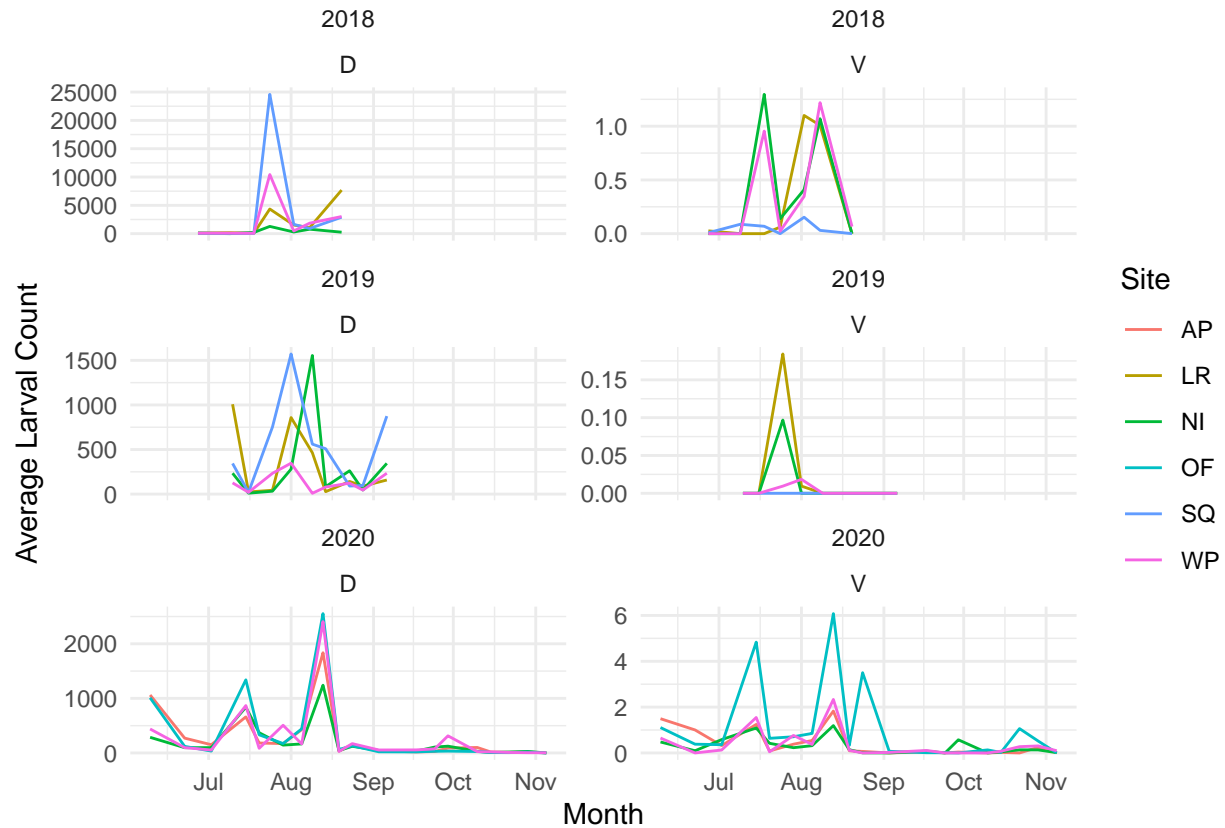 2018
D
25000
20000
15000
10000
5000
0
2018
V
1.0
0.5
0.0
2019
D
1500
1000
500
0
2019
V
0.15
0.10
0.05
0.00
2020
D
2000
1000
0
Jul Aug Sep Oct Nov
2020
V
6
4
2
0
Jul Aug Sep Oct Nov
Average Larval Count
Month
Site
AP
LR
NI
OF
SQ
WP